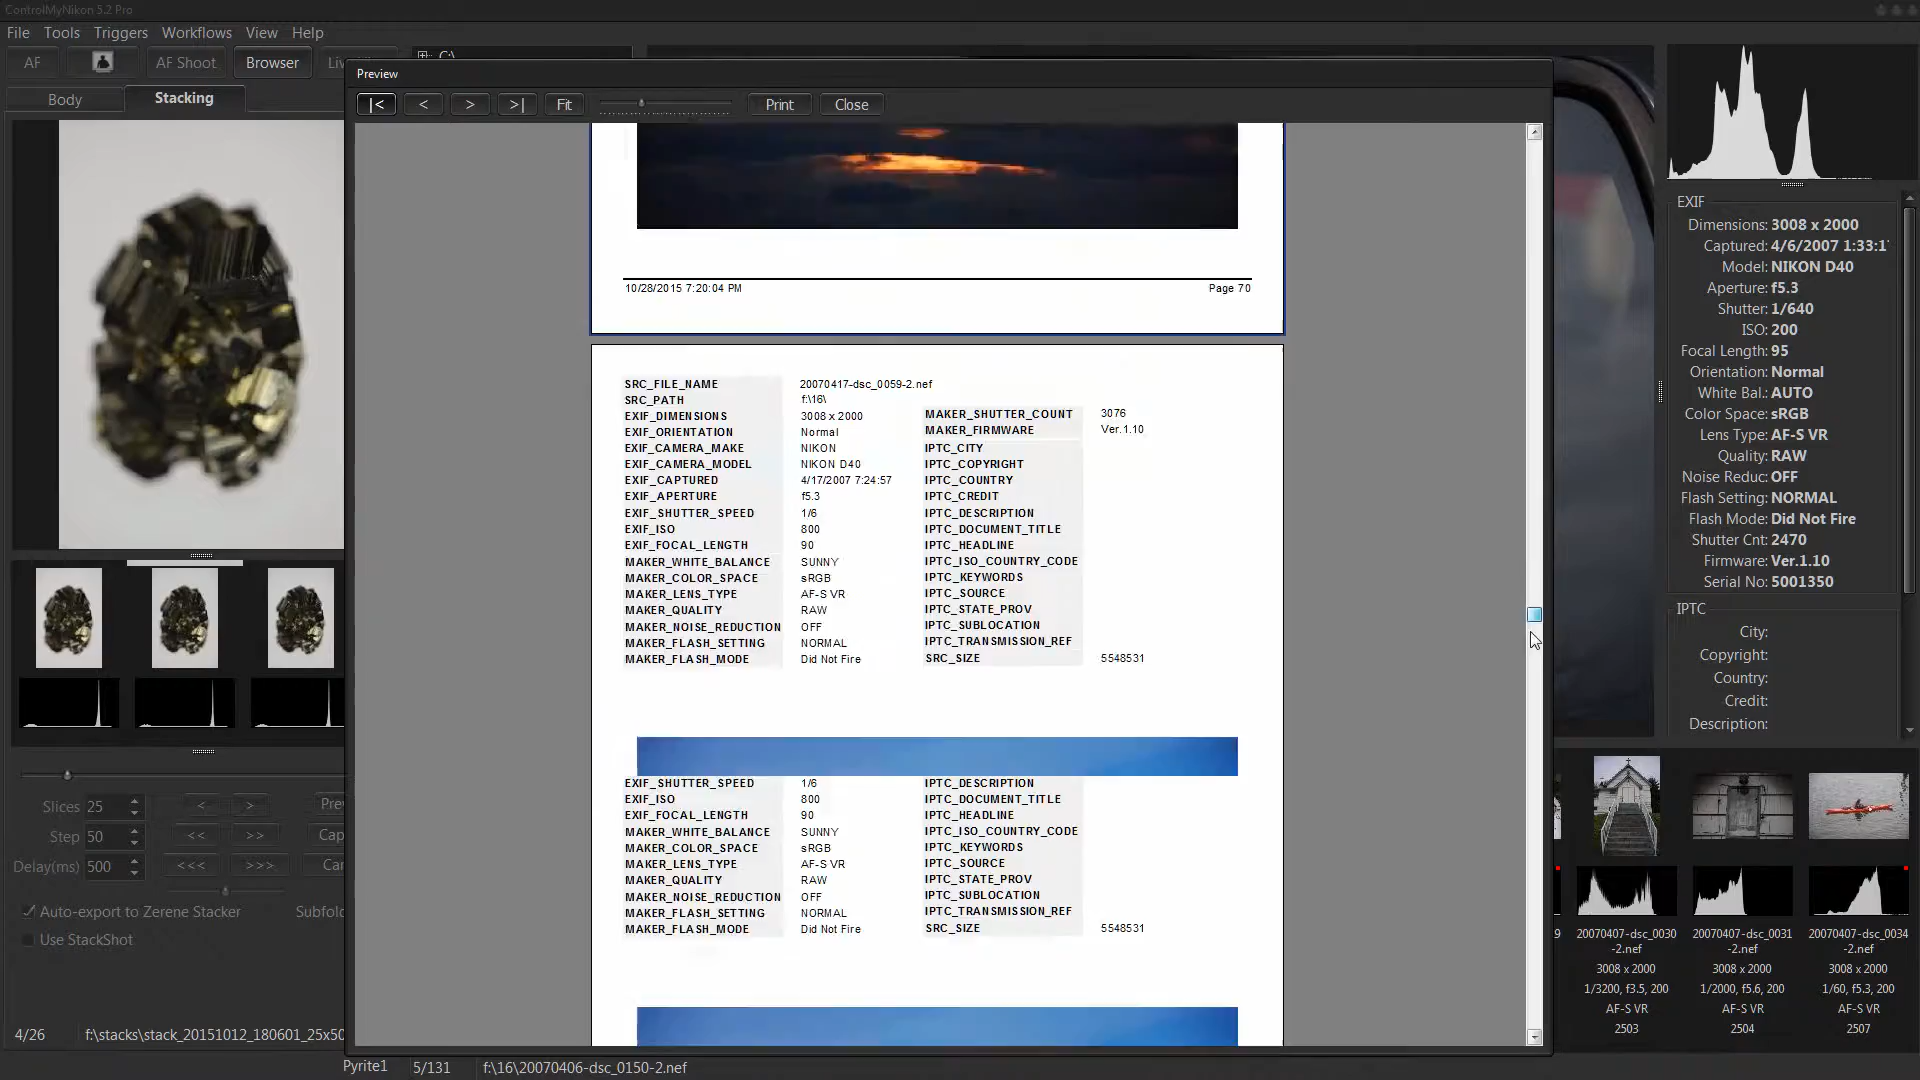 ControlMyNikon 5.2 Pro
File Tools Triggers Workflows View Help
AF AF Shoot Browser
Body Stacking
Preview
|< < > >| Fit Print Close
10/28/2015 7:20:04 PM Page 70
SRC_FILE_NAME 20070417-dsc_0059-2.nef
SRC_PATH f:\16\
EXIF_DIMENSIONS 3008 x 2000 MAKER_SHUTTER_COUNT 3076
EXIF_ORIENTATION Normal MAKER_FIRMWARE Ver.1.10
EXIF_CAMERA_MAKE NIKON IPTC_CITY
EXIF_CAMERA_MODEL NIKON D40 IPTC_COPYRIGHT
EXIF_CAPTURED 4/17/2007 7:24:57 IPTC_COUNTRY
EXIF_APERTURE f5.3 IPTC_CREDIT
EXIF_SHUTTER_SPEED 1/6 IPTC_DESCRIPTION
EXIF_ISO 800 IPTC_DOCUMENT_TITLE
EXIF_FOCAL_LENGTH 90 IPTC_HEADLINE
MAKER_WHITE_BALANCE SUNNY IPTC_ISO_COUNTRY_CODE
MAKER_COLOR_SPACE sRGB IPTC_KEYWORDS
MAKER_LENS_TYPE AF-S VR IPTC_SOURCE
MAKER_QUALITY RAW IPTC_STATE_PROV
MAKER_NOISE_REDUCTION OFF IPTC_SUBLOCATION
MAKER_FLASH_SETTING NORMAL IPTC_TRANSMISSION_REF
MAKER_FLASH_MODE Did Not Fire SRC_SIZE 5548531
EXIF_SHUTTER_SPEED 1/6 IPTC_DESCRIPTION
EXIF_ISO 800 IPTC_DOCUMENT_TITLE
EXIF_FOCAL_LENGTH 90 IPTC_HEADLINE
MAKER_WHITE_BALANCE SUNNY IPTC_ISO_COUNTRY_CODE
MAKER_COLOR_SPACE sRGB IPTC_KEYWORDS
MAKER_LENS_TYPE AF-S VR IPTC_SOURCE
MAKER_QUALITY RAW IPTC_STATE_PROV
MAKER_NOISE_REDUCTION OFF IPTC_SUBLOCATION
MAKER_FLASH_SETTING NORMAL IPTC_TRANSMISSION_REF
MAKER_FLASH_MODE Did Not Fire SRC_SIZE 5548531
EXIF
Dimensions: 3008 x 2000
Captured: 4/6/2007 1:33:1
Model: NIKON D40
Aperture: f5.3
Shutter: 1/640
ISO: 200
Focal Length: 95
Orientation: Normal
White Bal.: AUTO
Color Space: sRGB
Lens Type: AF-S VR
Quality: RAW
Noise Reduc: OFF
Flash Setting: NORMAL
Flash Mode: Did Not Fire
Shutter Cnt: 2470
Firmware: Ver.1.10
Serial No: 5001350
IPTC
City:
Copyright:
Country:
Credit:
Description:
Slices 25 < >
Step 50 << >>
Delay(ms) 500 <<< >>>
Auto-export to Zerene Stacker
Use StackShot
20070407-dsc_0030 20070407-dsc_0031 20070407-dsc_0034
-2.nef -2.nef -2.nef
3008 x 2000 3008 x 2000 3008 x 2000
1/3200, f3.5, 200 1/2000, f5.6, 200 1/60, f5.3, 200
AF-S VR AF-S VR AF-S VR
2503 2504 2507
4/26 f:\stacks\stack_20151012_180601_25x50
Pyrite1 5/131 f:\16\20070406-dsc_0150-2.nef